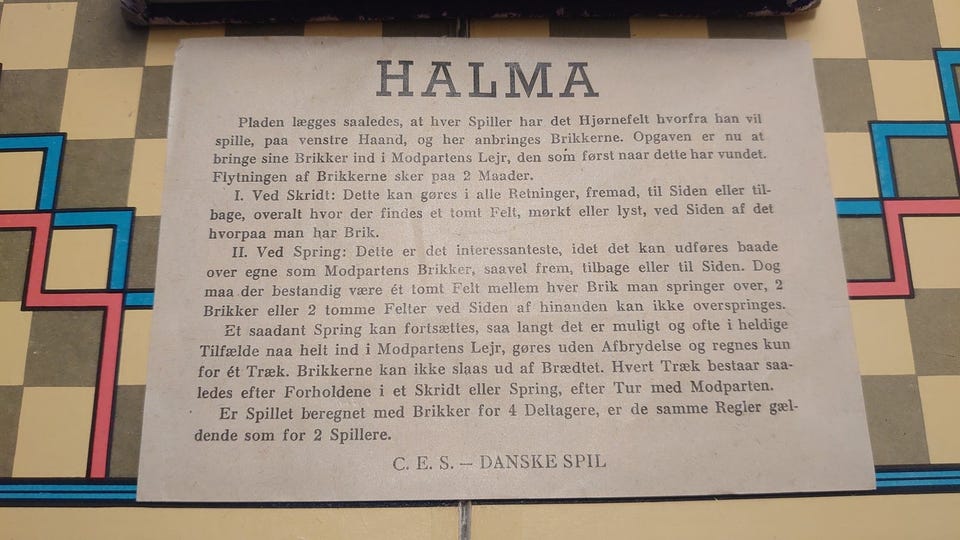 HALMA
Pladen lægges saaledes, at hver Spiller har det Hjørnefelt hvorfra han vil
spille, paa venstre Haand, og her anbringes Brikkerne. Opgaven er nu at
bringe sine Brikker ind i Modpartens Lejr, den som først naar dette har vundet.
Flytningen af Brikkerne sker paa 2 Maader.
I. Ved Skridt: Dette kan gøres i alle Retninger, fremad, til Siden eller til-
bage, overalt hvor der findes et tomt Felt, mørkt eller lyst, ved Siden af det
hvorpaa man har Brik.
II. Ved Spring: Dette er det interessanteste, idet det kan udføres baade
over egne som Modpartens Brikker, saavel frem, tilbage eller til Siden. Dog
maa der bestandig være ét tomt Felt mellem hver Brik man springer over, 2
Brikker eller 2 tomme Felter ved Siden af hinanden kan ikke overspringes.
Et saadant Spring kan fortsættes, saa langt det er muligt og ofte i heldige
Tilfælde naa helt ind i Modpartens Lejr, gøres uden Afbrydelse og regnes kun
for ét Træk. Brikkerne kan ikke slaas ud af Brædtet. Hvert Træk bestaar saa-
ledes efter Forholdene i et Skridt eller Spring, efter Tur med Modparten.
Er Spillet beregnet med Brikker for 4 Deltagere, er de samme Regler gæl-
dende som for 2 Spillere.
C. E. S. — DANSKE SPIL